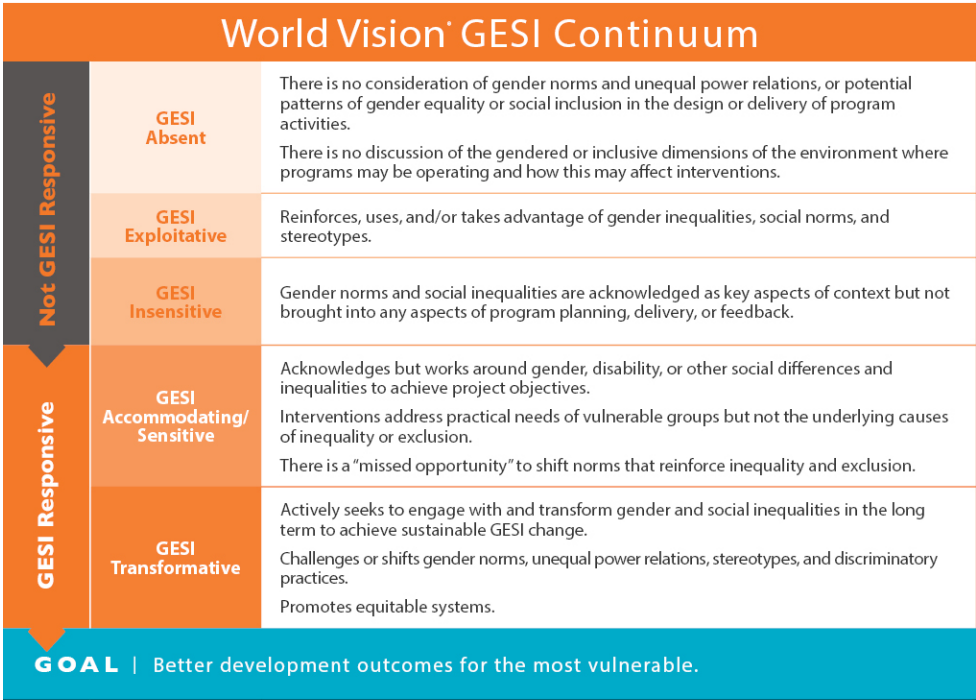 World Vision® GESI Continuum
Not GESI Responsive
GESI
Absent
There is no consideration of gender norms and unequal power relations, or potential
patterns of gender equality or social inclusion in the design or delivery of program
activities.
There is no discussion of the gendered or inclusive dimensions of the environment where
programs may be operating and how this may affect interventions.
GESI
Exploitative
Reinforces, uses, and/or takes advantage of gender inequalities, social norms, and
stereotypes.
GESI
Insensitive
Gender norms and social inequalities are acknowledged as key aspects of context but not
brought into any aspects of program planning, delivery, or feedback.
GESI Responsive
GESI
Accommodating/
Sensitive
Acknowledges but works around gender, disability, or other social differences and
inequalities to achieve project objectives.
Interventions address practical needs of vulnerable groups but not the underlying causes
of inequality or exclusion.
There is a “missed opportunity” to shift norms that reinforce inequality and exclusion.
GESI
Transformative
Actively seeks to engage with and transform gender and social inequalities in the long
term to achieve sustainable GESI change.
Challenges or shifts gender norms, unequal power relations, stereotypes, and discriminatory
practices.
Promotes equitable systems.
GOAL | Better development outcomes for the most vulnerable.